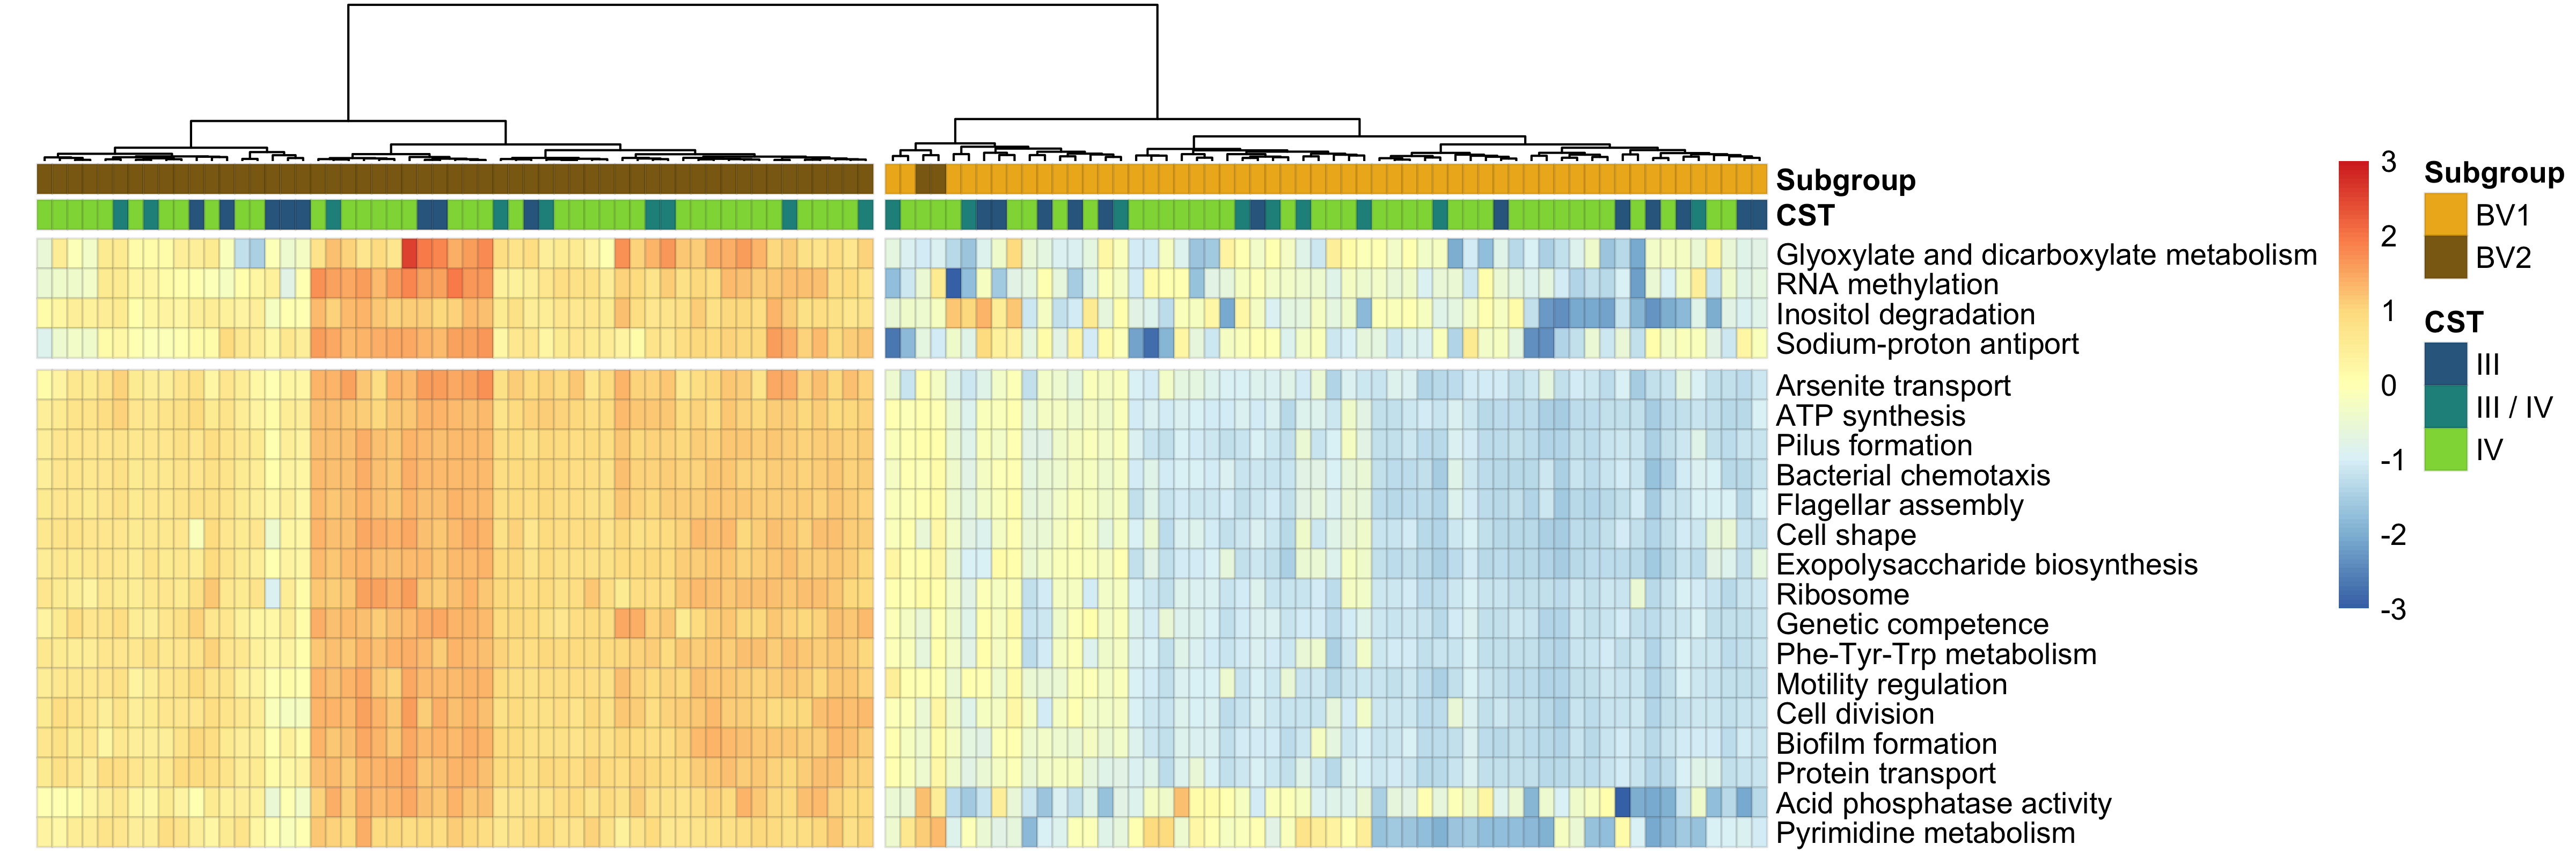 Subgroup
CST
Glyoxylate and dicarboxylate metabolism
RNA methylation
Inositol degradation
Sodium-proton antiport
Arsenite transport
ATP synthesis
Pilus formation
Bacterial chemotaxis
Flagellar assembly
Cell shape
Exopolysaccharide biosynthesis
Ribosome
Genetic competence
Phe-Tyr-Trp metabolism
Motility regulation
Cell division
Biofilm formation
Protein transport
Acid phosphatase activity
Pyrimidine metabolism
3
2
1
0
-1
-2
-3
Subgroup
BV1
BV2
CST
III
III / IV
IV